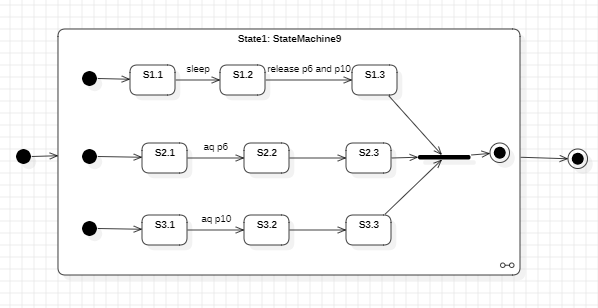 State1: StateMachine9
S1.1
sleep
S1.2
release p6 and p10
S1.3
S2.1
aq p6
S2.2
S2.3
S3.1
aq p10
S3.2
S3.3